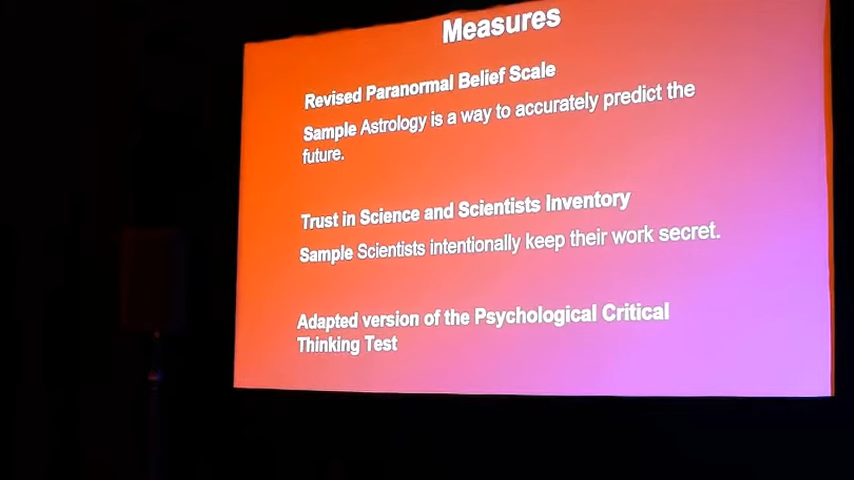 Measures
Revised Paranormal Belief Scale
Sample Astrology is a way to accurately predict the
future.
Trust in Science and Scientists Inventory
Sample Scientists intentionally keep their work secret.
Adapted version of the Psychological Critical
Thinking Test